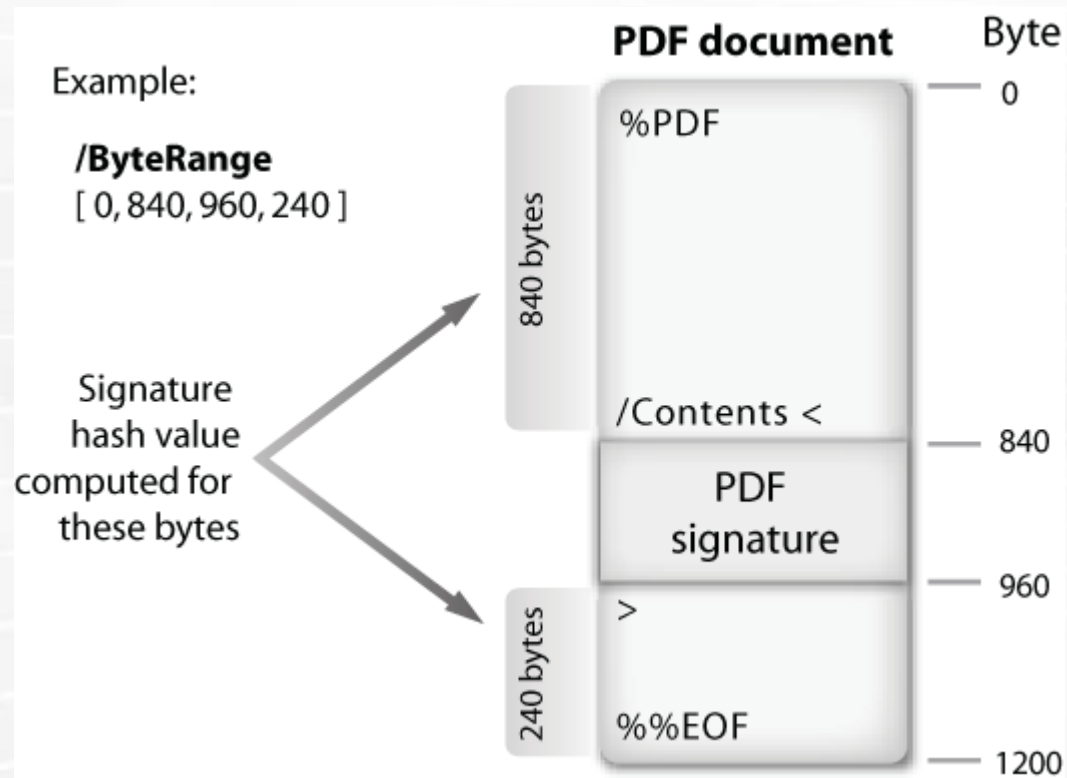 PDF document
Byte
Example:
/ByteRange
[ 0, 840, 960, 240 ]
Signature
hash value
computed for
these bytes
840 bytes
240 bytes
%PDF
/Contents <
PDF
signature
>
%%EOF
0
840
960
1200